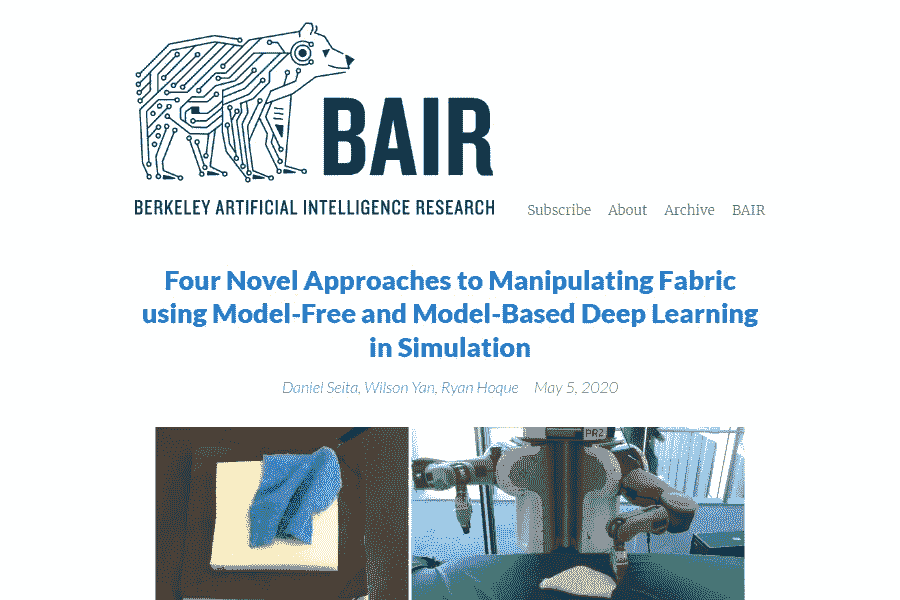 BAIR
BERKELEY ARTIFICIAL INTELLIGENCE RESEARCH
Subscribe About Archive BAIR
Four Novel Approaches to Manipulating Fabric
using Model-Free and Model-Based Deep Learning
in Simulation
Daniel Seita, Wilson Yan, Ryan Hoque May 5, 2020
PR2